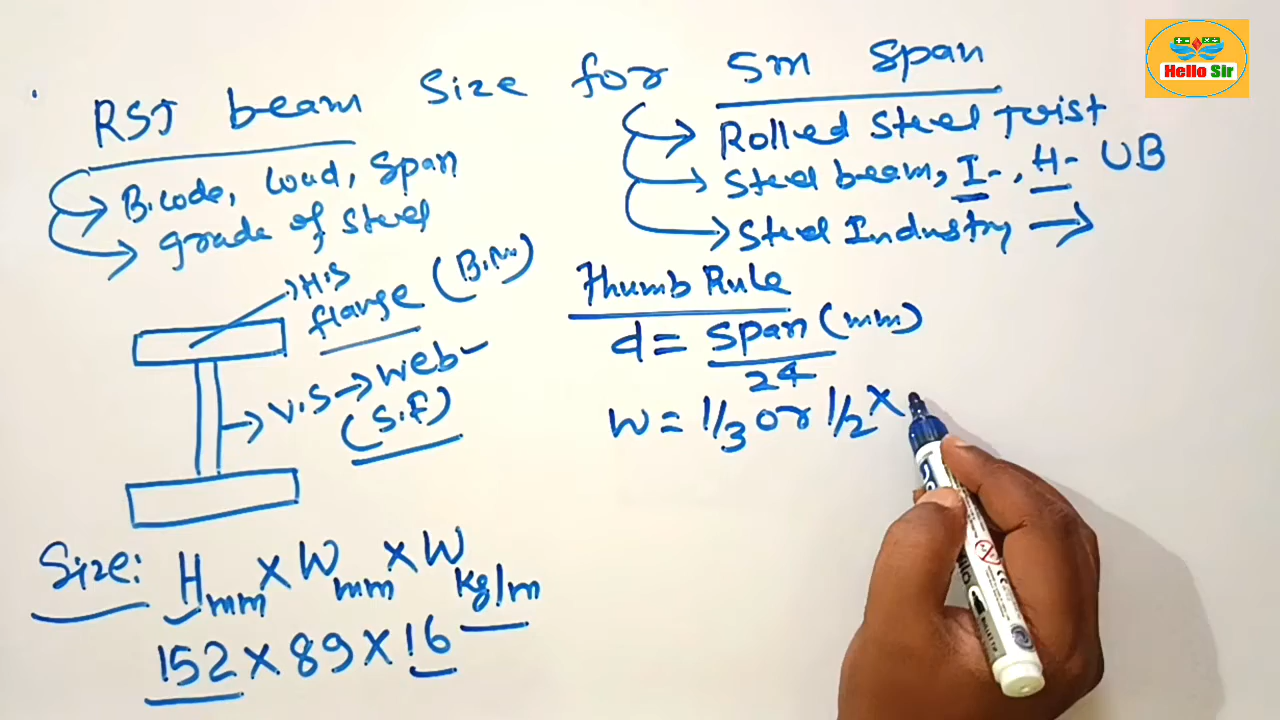 RSJ beam Size for 5m Span
B.code, Load, Span
grade of Steel
Rolled Steel Twist
Steel beam, I-, H- UB
Steel Industry
H.S
flange (B.M)
V.S → Web
(S.F)
Thumb Rule
d = Span (mm)
24
W = 1/3 or 1/2 ×
Size: Hmm × Wmm × W kg/m
152 × 89 × 16
Hello Sir